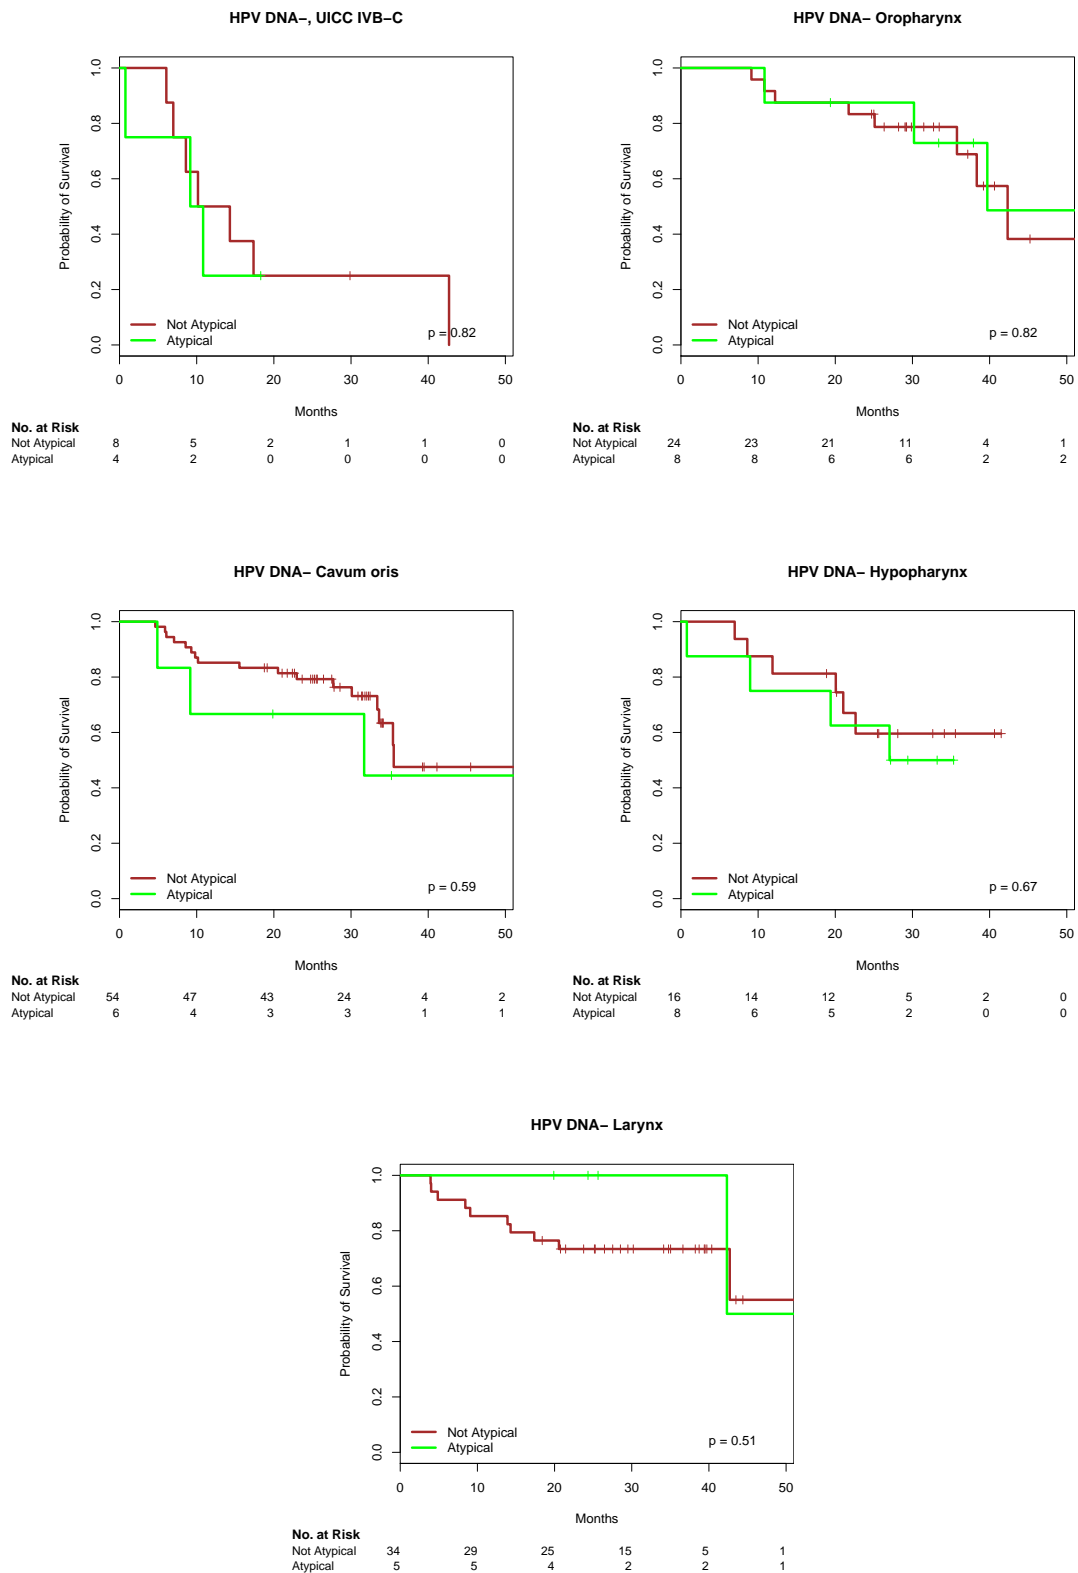 HPV DNA−, UICC IVB−C
Probability of Survival
0.0 0.2 0.4 0.6 0.8 1.0
Not Atypical
Atypical
p = 0.82
0 10 20 30 40 50
Months
No. at Risk
Not Atypical 8 5 2 1 1 0
Atypical 4 2 0 0 0 0
HPV DNA− Oropharynx
Probability of Survival
0.0 0.2 0.4 0.6 0.8 1.0
Not Atypical
Atypical
p = 0.82
0 10 20 30 40 50
Months
No. at Risk
Not Atypical 24 23 21 11 4 1
Atypical 8 8 6 6 2 2
HPV DNA− Cavum oris
Probability of Survival
0.0 0.2 0.4 0.6 0.8 1.0
Not Atypical
Atypical
p = 0.59
0 10 20 30 40 50
Months
No. at Risk
Not Atypical 54 47 43 24 4 2
Atypical 6 4 3 3 1 1
HPV DNA− Hypopharynx
Probability of Survival
0.0 0.2 0.4 0.6 0.8 1.0
Not Atypical
Atypical
p = 0.67
0 10 20 30 40 50
Months
No. at Risk
Not Atypical 16 14 12 5 2 0
Atypical 8 6 5 2 0 0
HPV DNA− Larynx
Probability of Survival
0.0 0.2 0.4 0.6 0.8 1.0
Not Atypical
Atypical
p = 0.51
0 10 20 30 40 50
Months
No. at Risk
Not Atypical 34 29 25 15 5 1
Atypical 5 5 4 2 2 1